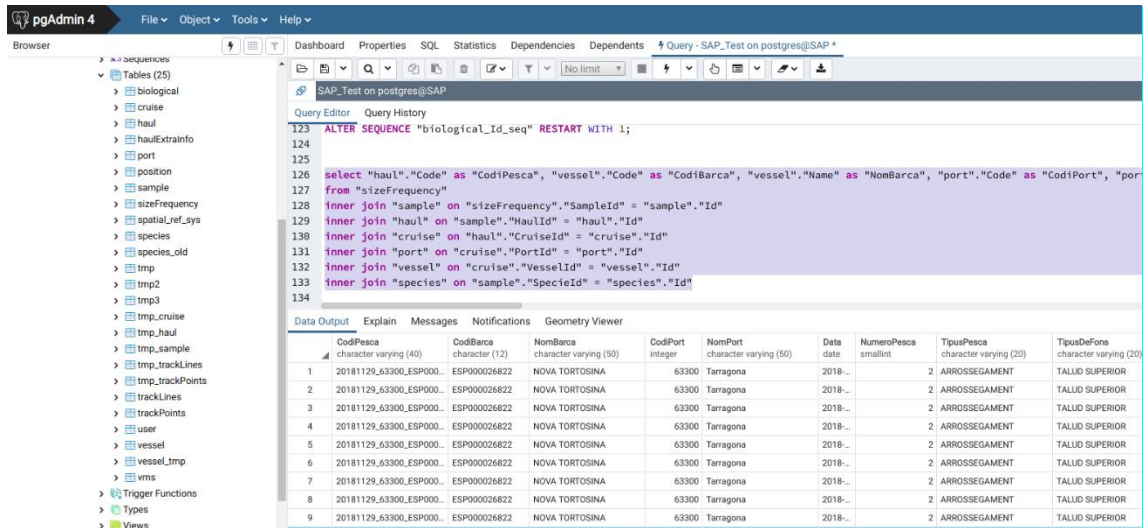 pgAdmin 4 File Object Tools Help
Browser
Dashboard Properties SQL Statistics Dependencies Dependents Query - SAP_Test on postgres@SAP *
Sequences
Tables (25)
biological
cruise
haul
haulExtraInfo
port
position
sample
sizeFrequency
spatial_ref_sys
species
species_old
tmp
tmp2
tmp3
tmp_cruise
tmp_haul
tmp_sample
tmp_trackLines
tmp_trackPoints
trackLines
trackPoints
user
vessel
vessel_tmp
vms
Trigger Functions
Types
Views
No limit
SAP_Test on postgres@SAP
Query Editor Query History
123 ALTER SEQUENCE "biological_Id_seq" RESTART WITH 1;
124
125
126 select "haul"."Code" as "CodiPesca", "vessel"."Code" as "CodiBarca", "vessel"."Name" as "NomBarca", "port"."Code" as "CodiPort", "por
127 from "sizeFrequency"
128 inner join "sample" on "sizeFrequency"."SampleId" = "sample"."Id"
129 inner join "haul" on "sample"."HaulId" = "haul"."Id"
130 inner join "cruise" on "haul"."CruiseId" = "cruise"."Id"
131 inner join "port" on "cruise"."PortId" = "port"."Id"
132 inner join "vessel" on "cruise"."VesselId" = "vessel"."Id"
133 inner join "species" on "sample"."SpecieId" = "species"."Id"
134
Data Output Explain Messages Notifications Geometry Viewer
CodiPesca CodiBarca NomBarca CodiPort NomPort Data NumeroPesca TipusPesca TipusDeFons
character varying (40) character (12) character varying (50) integer character varying (50) date smallint character varying (20) character varying (20)
1 20181129_63300_ESP000... ESP000026822 NOVA TORTOSINA 63300 Tarragona 2018-... 2 ARROSSEGAMENT TALUD SUPERIOR
2 20181129_63300_ESP000... ESP000026822 NOVA TORTOSINA 63300 Tarragona 2018-... 2 ARROSSEGAMENT TALUD SUPERIOR
3 20181129_63300_ESP000... ESP000026822 NOVA TORTOSINA 63300 Tarragona 2018-... 2 ARROSSEGAMENT TALUD SUPERIOR
4 20181129_63300_ESP000... ESP000026822 NOVA TORTOSINA 63300 Tarragona 2018-... 2 ARROSSEGAMENT TALUD SUPERIOR
5 20181129_63300_ESP000... ESP000026822 NOVA TORTOSINA 63300 Tarragona 2018-... 2 ARROSSEGAMENT TALUD SUPERIOR
6 20181129_63300_ESP000... ESP000026822 NOVA TORTOSINA 63300 Tarragona 2018-... 2 ARROSSEGAMENT TALUD SUPERIOR
7 20181129_63300_ESP000... ESP000026822 NOVA TORTOSINA 63300 Tarragona 2018-... 2 ARROSSEGAMENT TALUD SUPERIOR
8 20181129_63300_ESP000... ESP000026822 NOVA TORTOSINA 63300 Tarragona 2018-... 2 ARROSSEGAMENT TALUD SUPERIOR
9 20181129_63300_ESP000... ESP000026822 NOVA TORTOSINA 63300 Tarragona 2018-... 2 ARROSSEGAMENT TALUD SUPERIOR